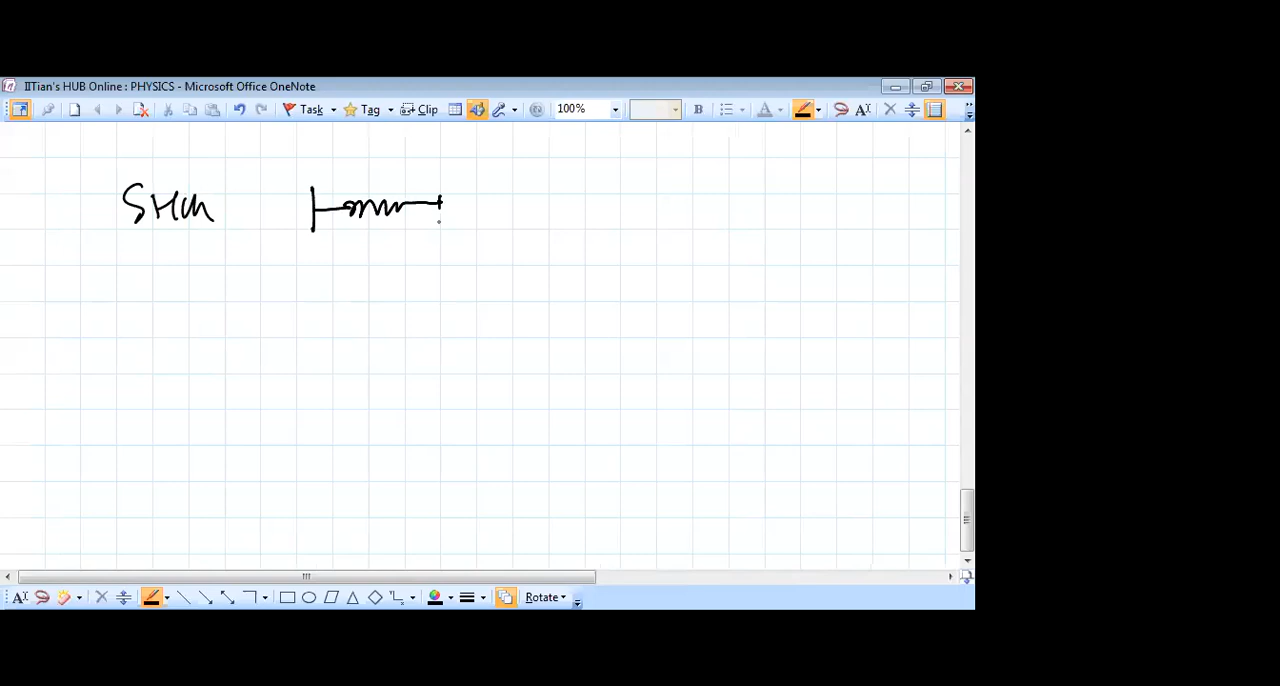 IITian's HUB Online : PHYSICS - Microsoft Office OneNote
Task Tag Clip 100% B A
SHM
Rotate